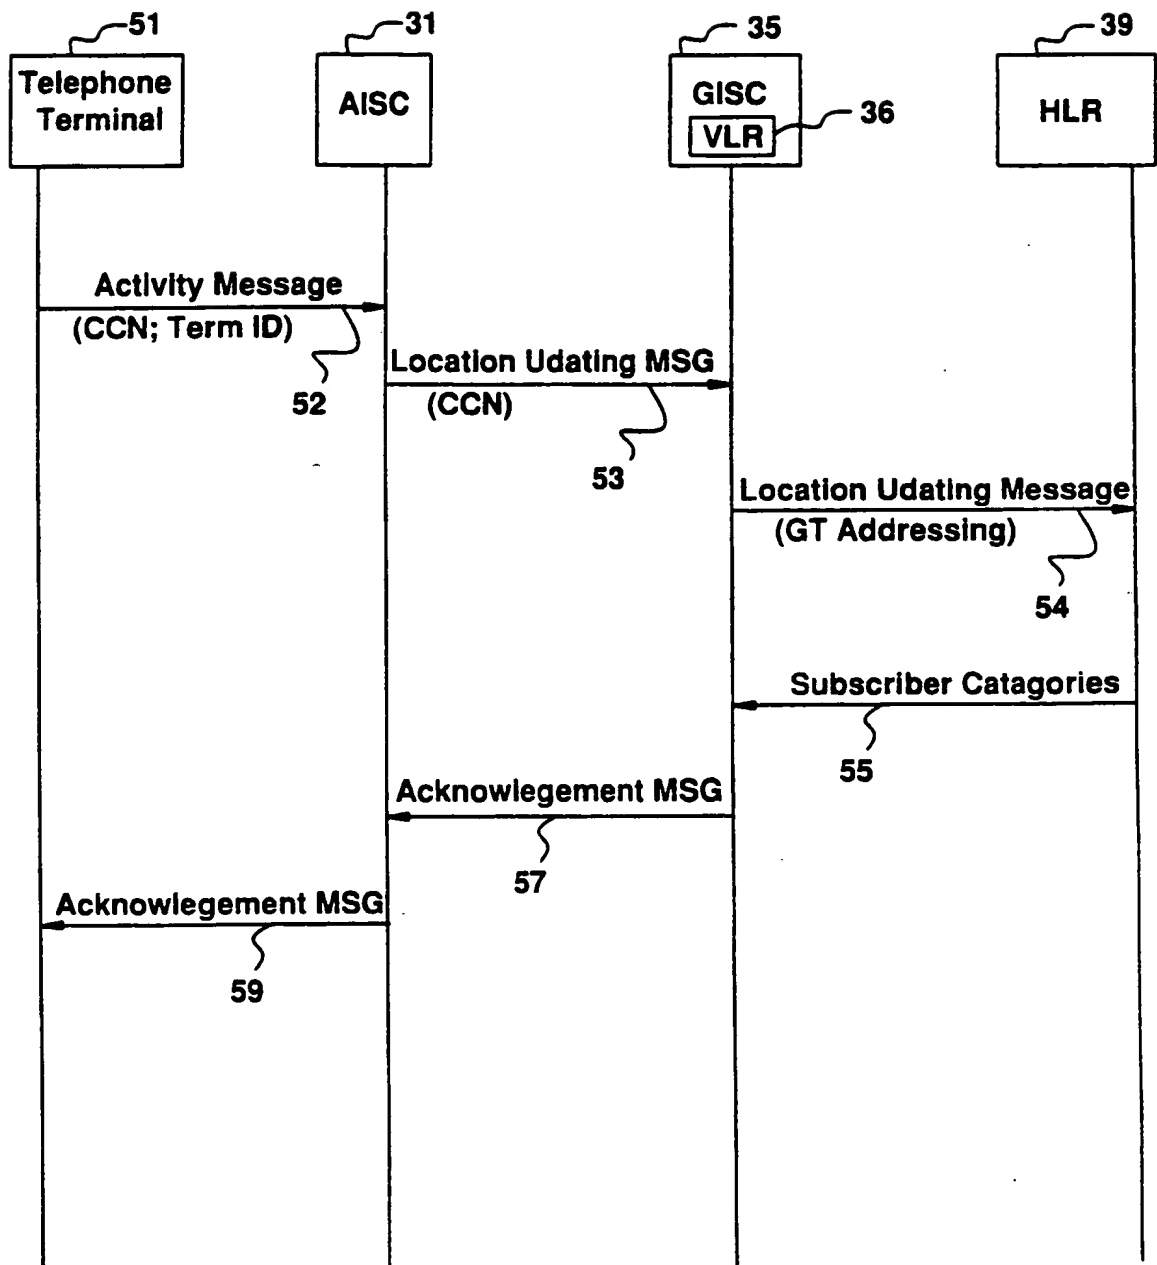 51
31
35
39
Telephone
Terminal
AISC
GISC
VLR
36
HLR
Activity Message
(CCN; Term ID)
52
Location Udating MSG
(CCN)
53
Location Udating Message
(GT Addressing)
54
Subscriber Catagories
55
Acknowlegement MSG
57
Acknowlegement MSG
59